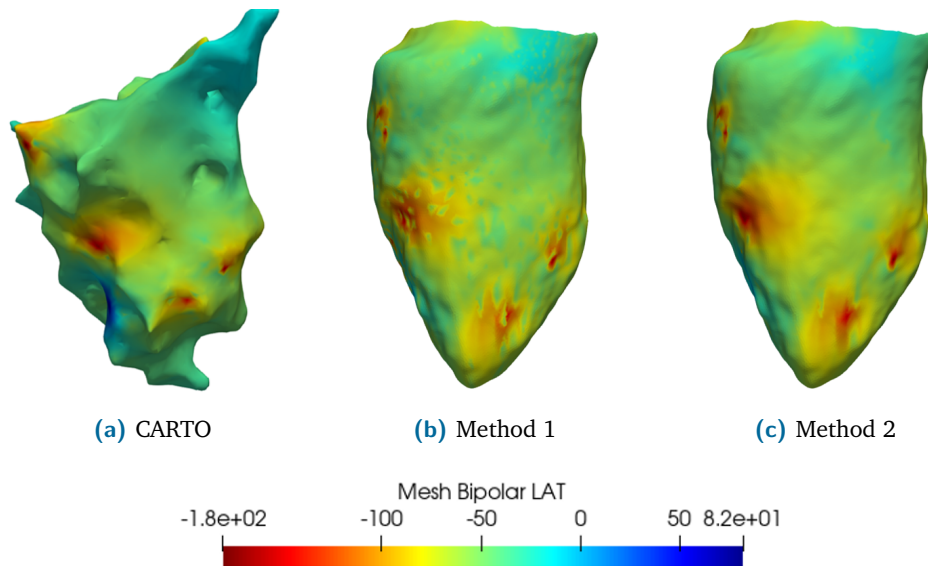 (a) CARTO
(b) Method 1
(c) Method 2
Mesh Bipolar LAT
-1.8e+02 -100 -50 0 50 8.2e+01